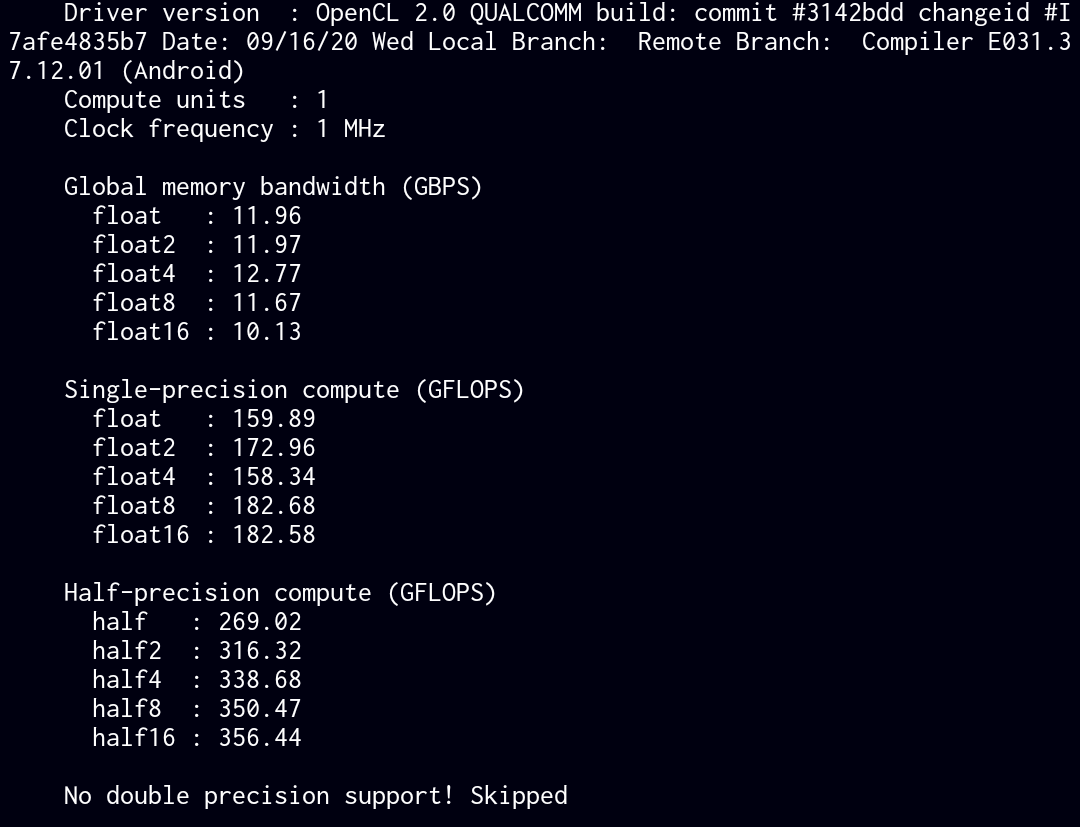 Driver version  : OpenCL 2.0 QUALCOMM build: commit #3142bdd changeid #I
7afe4835b7 Date: 09/16/20 Wed Local Branch:  Remote Branch:  Compiler E031.3
7.12.01 (Android)
Compute units   : 1
Clock frequency : 1 MHz
Global memory bandwidth (GBPS)
float   : 11.96
float2  : 11.97
float4  : 12.77
float8  : 11.67
float16 : 10.13
Single-precision compute (GFLOPS)
float   : 159.89
float2  : 172.96
float4  : 158.34
float8  : 182.68
float16 : 182.58
Half-precision compute (GFLOPS)
half   : 269.02
half2  : 316.32
half4  : 338.68
half8  : 350.47
half16 : 356.44
No double precision support! Skipped